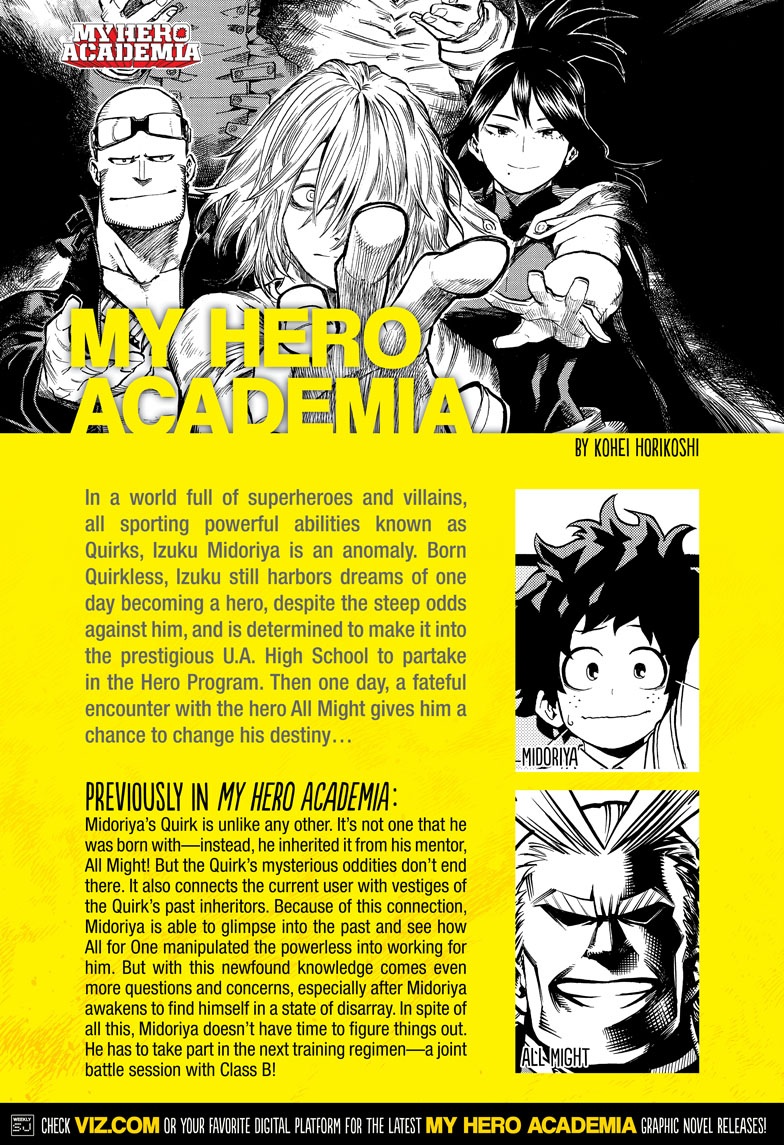 MY HERO
ACADEMIA
MY HERO
ACADEMIA
BY KOHEI HORIKOSHI
In a world full of superheroes and villains,
all sporting powerful abilities known as
Quirks, Izuku Midoriya is an anomaly. Born
Quirkless, Izuku still harbors dreams of one
day becoming a hero, despite the steep odds
against him, and is determined to make it into
the prestigious U.A. High School to partake
in the Hero Program. Then one day, a fateful
encounter with the hero All Might gives him a
chance to change his destiny…
MIDORIYA
PREVIOUSLY IN MY HERO ACADEMIA:
Midoriya’s Quirk is unlike any other. It’s not one that he
was born with—instead, he inherited it from his mentor,
All Might! But the Quirk’s mysterious oddities don’t end
there. It also connects the current user with vestiges of
the Quirk’s past inheritors. Because of this connection,
Midoriya is able to glimpse into the past and see how
All for One manipulated the powerless into working for
him. But with this newfound knowledge comes even
more questions and concerns, especially after Midoriya
awakens to find himself in a state of disarray. In spite of
all this, Midoriya doesn’t have time to figure things out.
He has to take part in the next training regimen—a joint
battle session with Class B!
ALL MIGHT
WEEKLY
SJ
CHECK VIZ.COM OR YOUR FAVORITE DIGITAL PLATFORM FOR THE LATEST MY HERO ACADEMIA GRAPHIC NOVEL RELEASES!